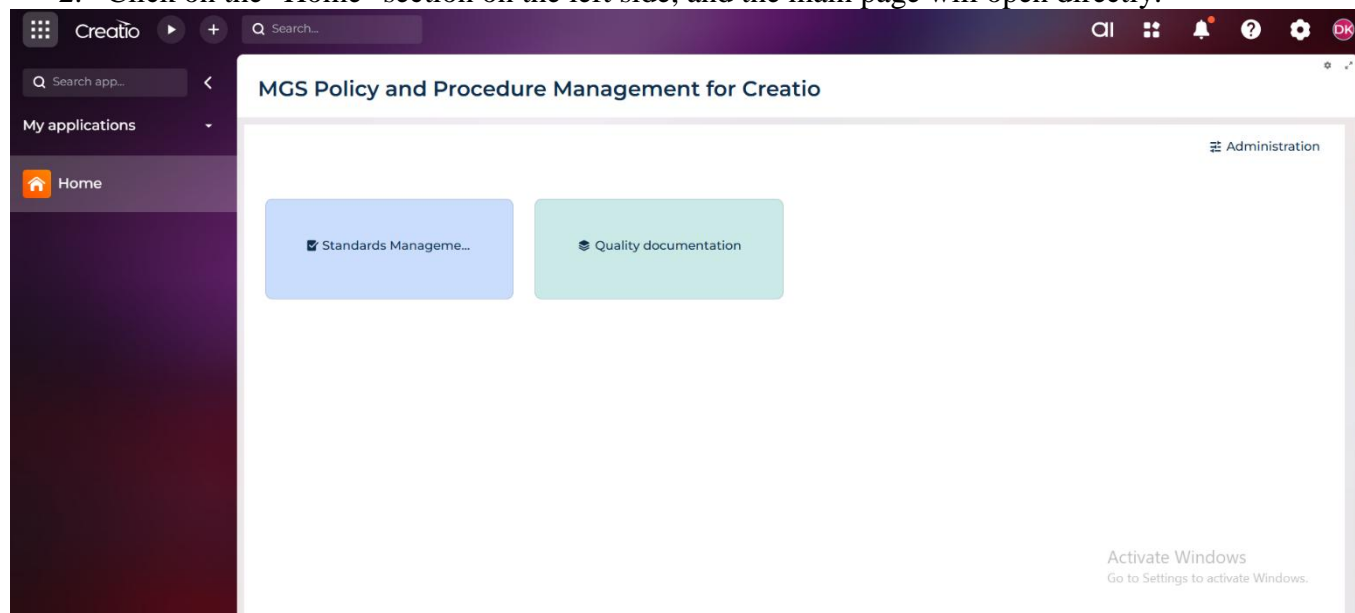 2. Click on the "Home" section on the left side, and the main page will open directly.
Creatio
Search...
ai
DK
Search app...
MGS Policy and Procedure Management for Creatio
My applications
Administration
Home
Standards Manageme...
Quality documentation
Activate Windows
Go to Settings to activate Windows.